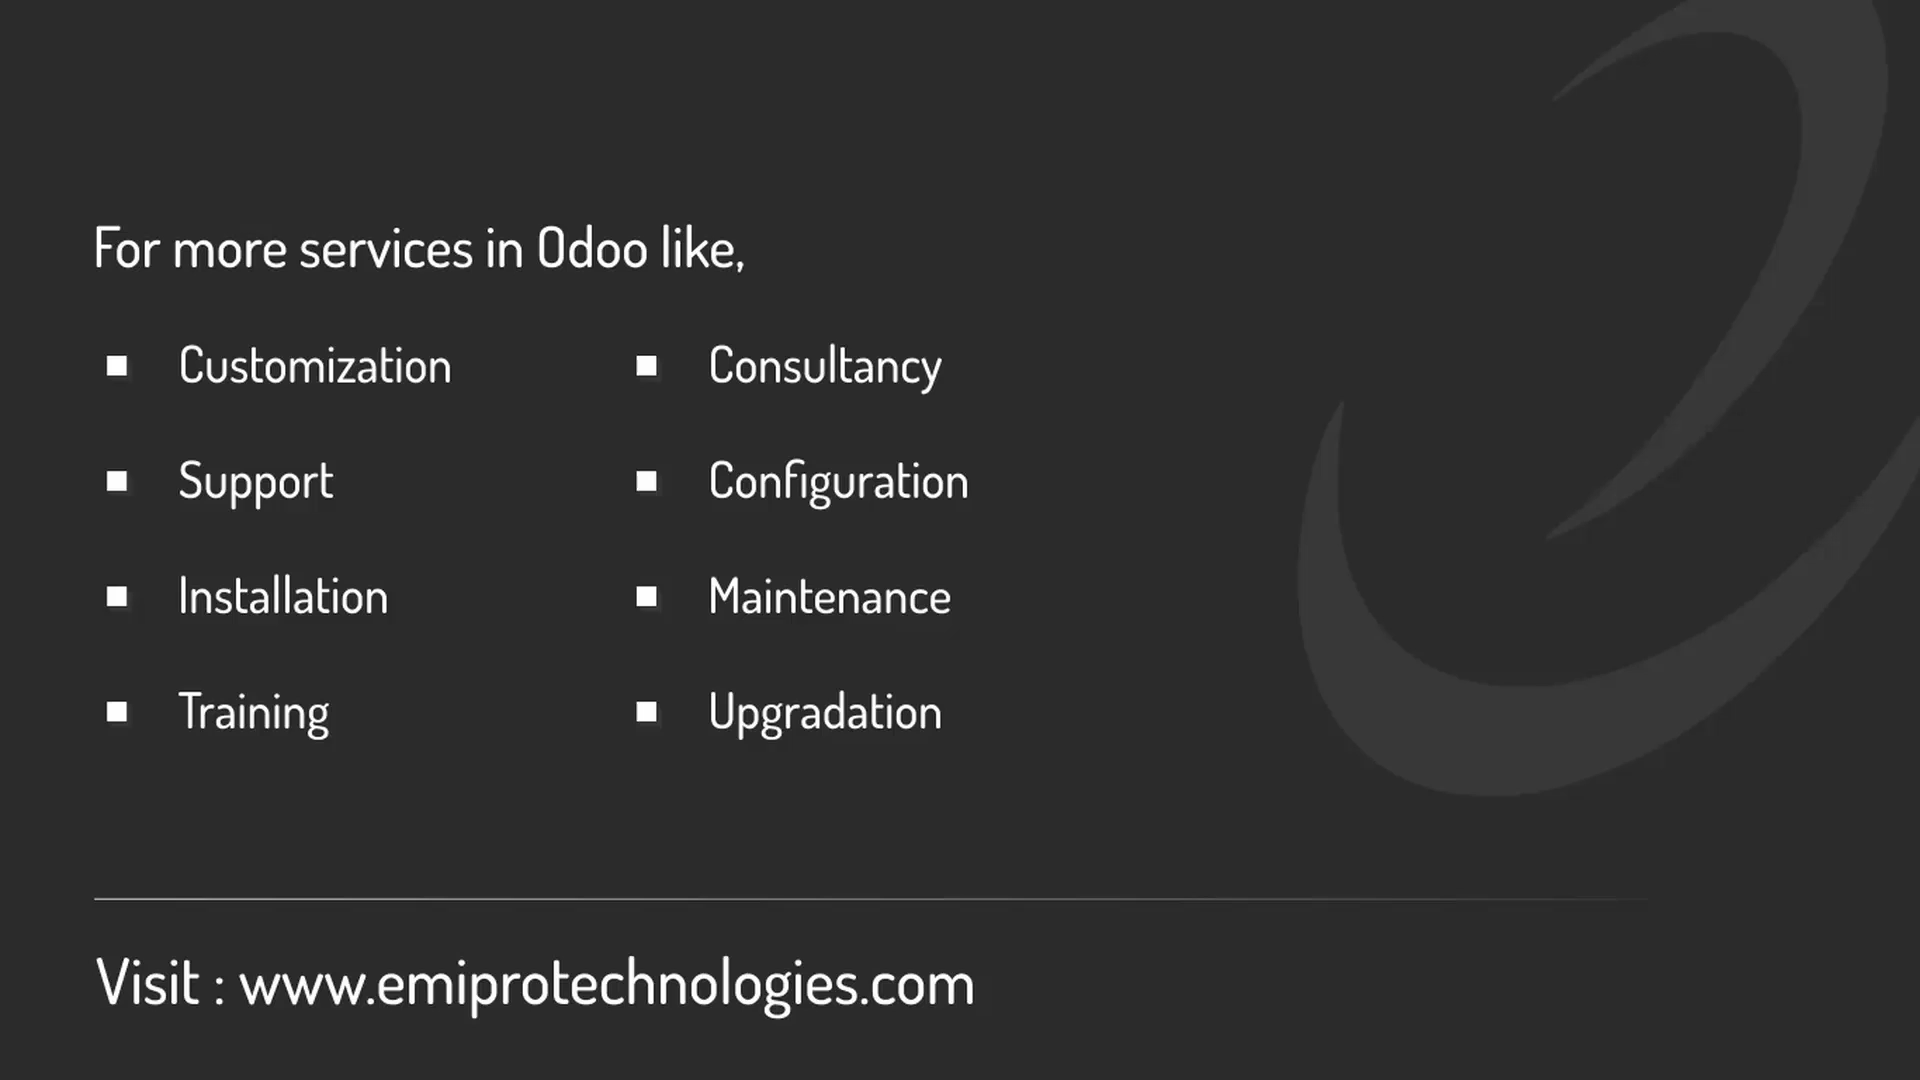 For more services in Odoo like,
Customization
Support
Installation
Training
Consultancy
Configuration
Maintenance
Upgradation
Visit : www.emiprotechnologies.com